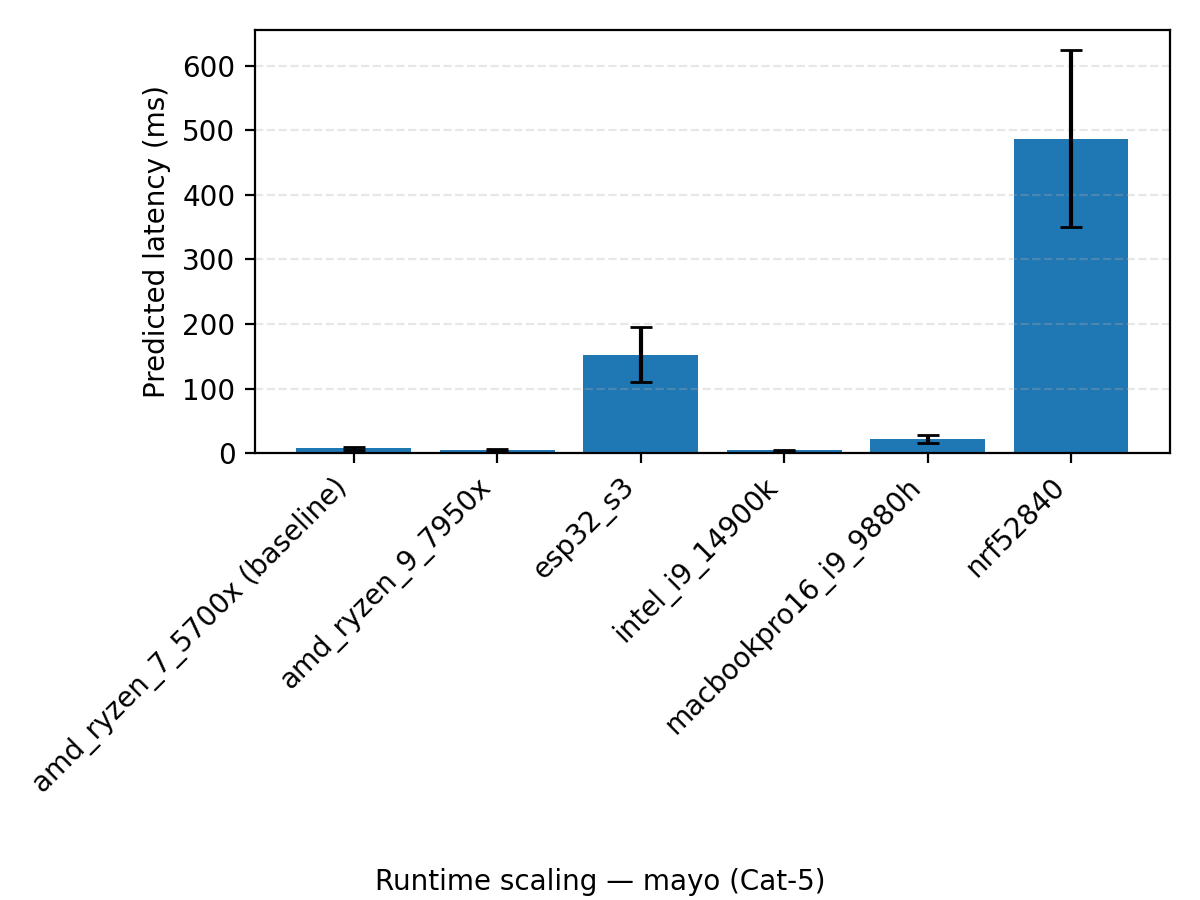 Predicted latency (ms)
600
500
400
300
200
100
0
amd_ryzen_7_5700x (baseline)
amd_ryzen_9_7950x
esp32_s3
intel_i9_14900k
macbookpro16_i9_9880h
nrf52840
Runtime scaling — mayo (Cat-5)